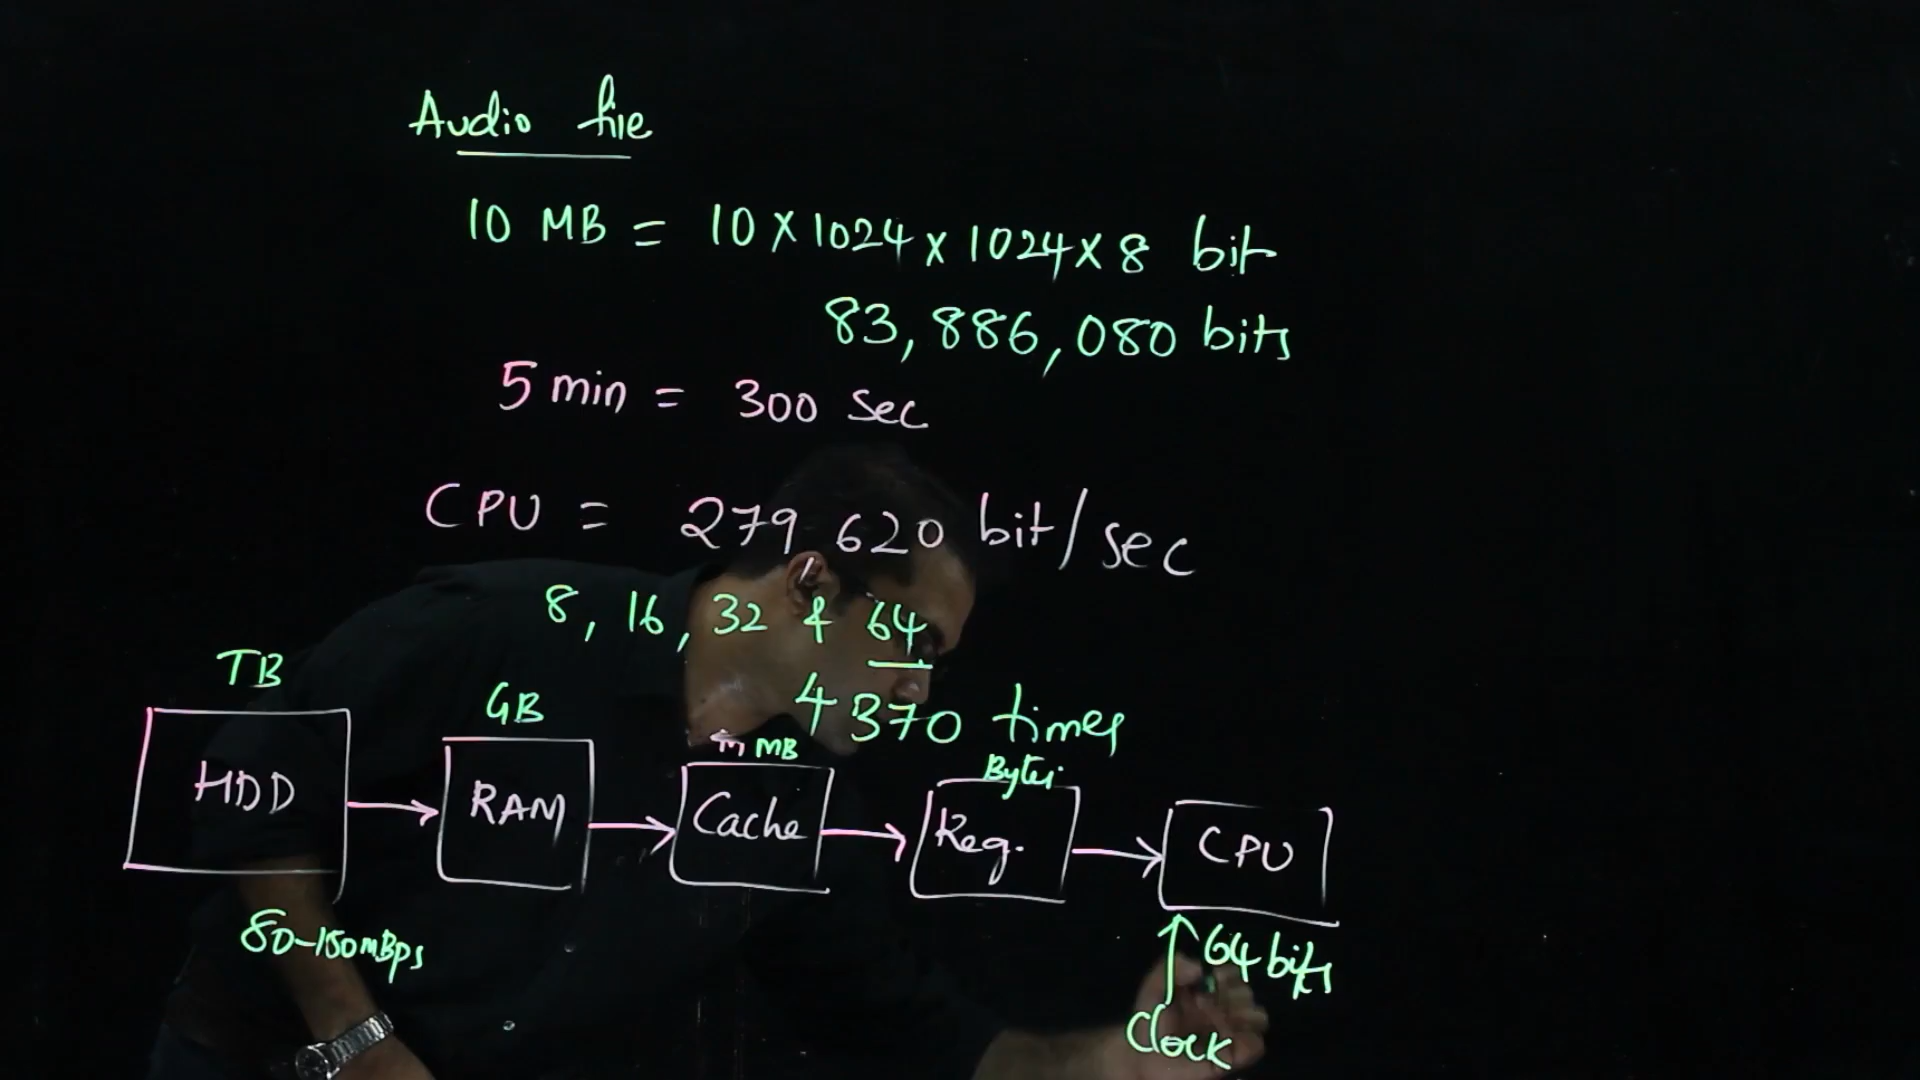 Audio file
10 MB = 10 × 1024 × 1024 × 8 bit
83,886,080 bits
5 min = 300 sec
CPU = 279,620 bit/sec
8, 16, 32 & 64
4370 times
TB GB MB Bytes
HDD RAM Cache Reg. CPU
80-150MBps 64 bits
Clock